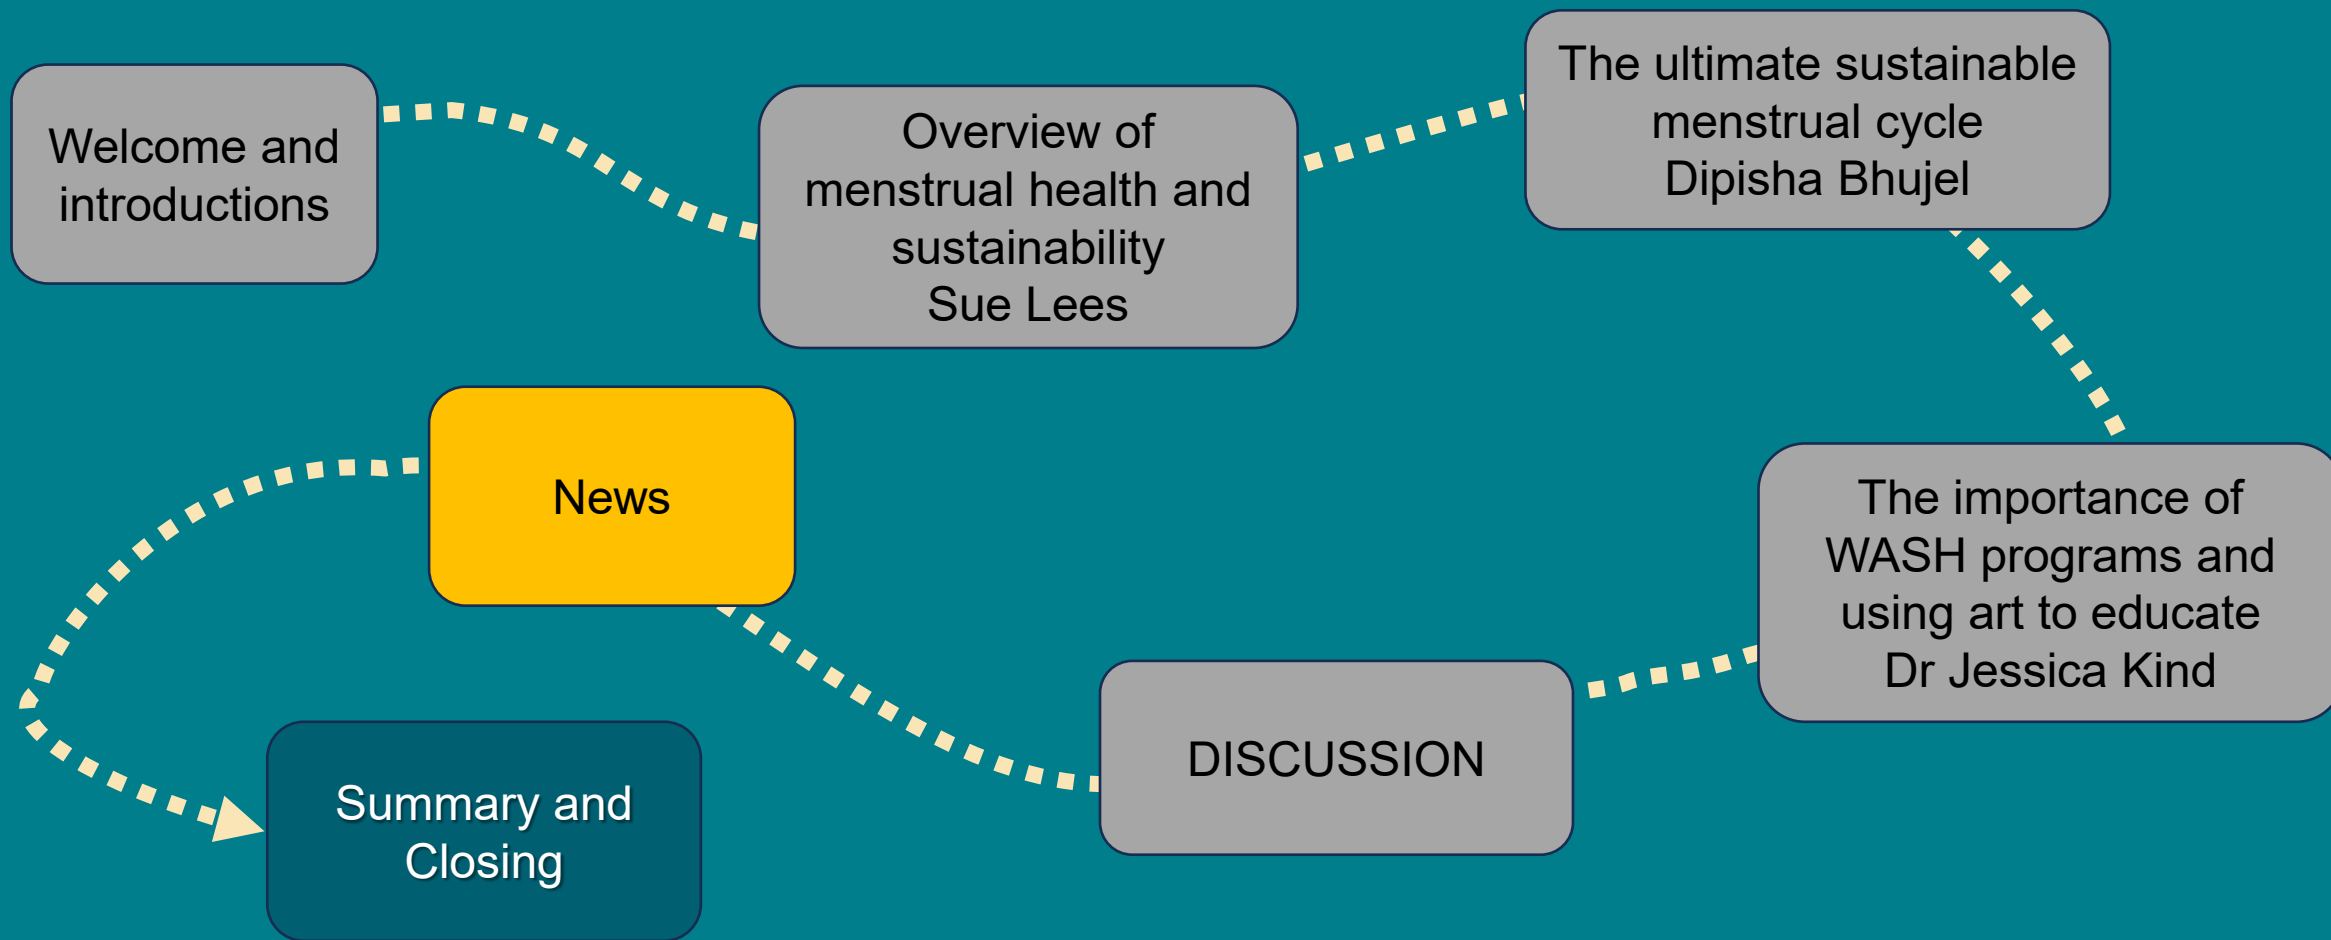 Welcome and
introductions
Overview of
menstrual health and
sustainability
Sue Lees
The ultimate sustainable
menstrual cycle
Dipisha Bhujel
The importance of
WASH programs and
using art to educate
Dr Jessica Kind
DISCUSSION
News
Summary and
Closing